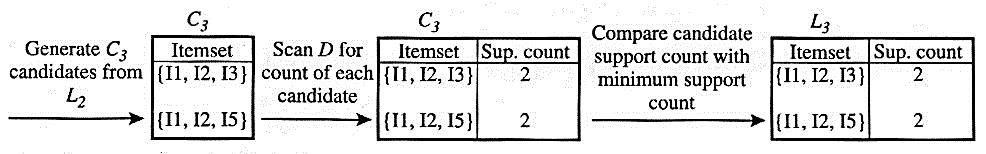 C3
Generate C3
candidates from
L2
Itemset
{I1, I2, I3}
{I1, I2, I5}
Scan D for
count of each
candidate
C3
Itemset Sup. count
{I1, I2, I3} 2
{I1, I2, I5} 2
Compare candidate
support count with
minimum support
count
L3
Itemset Sup. count
{I1, I2, I3} 2
{I1, I2, I5} 2